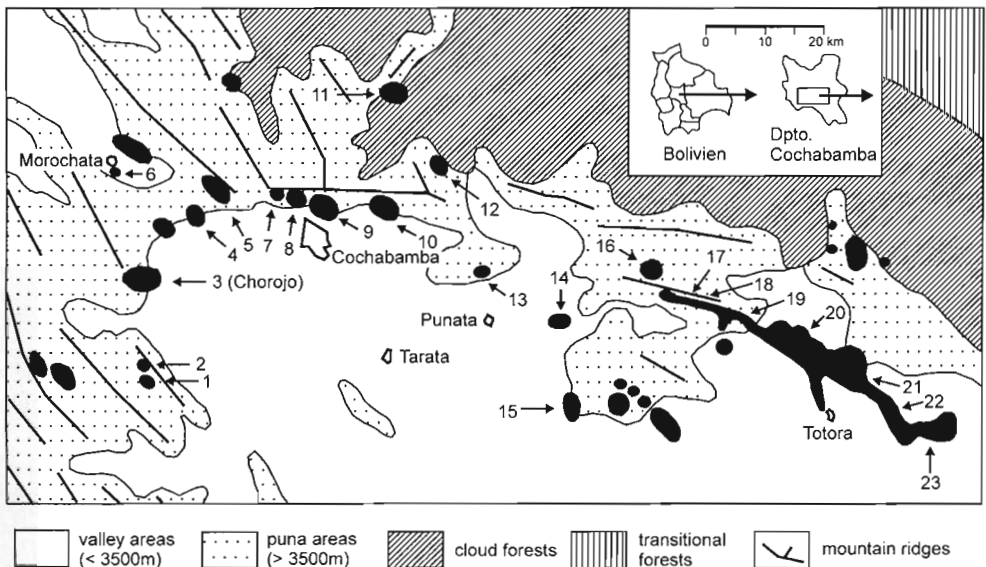 0 10 20 km
Bolivien
Dpto.
Cochabamba
11
Morochata
6
12
5
7
8
9
10
4
Cochabamba
3 (Chorojo)
16
17
18
13
14
19
20
Punata
Tarata
2
1
21
22
15
Totora
23
valley areas
(< 3500m)
puna areas
(> 3500m)
cloud forests
transitional
forests
mountain ridges